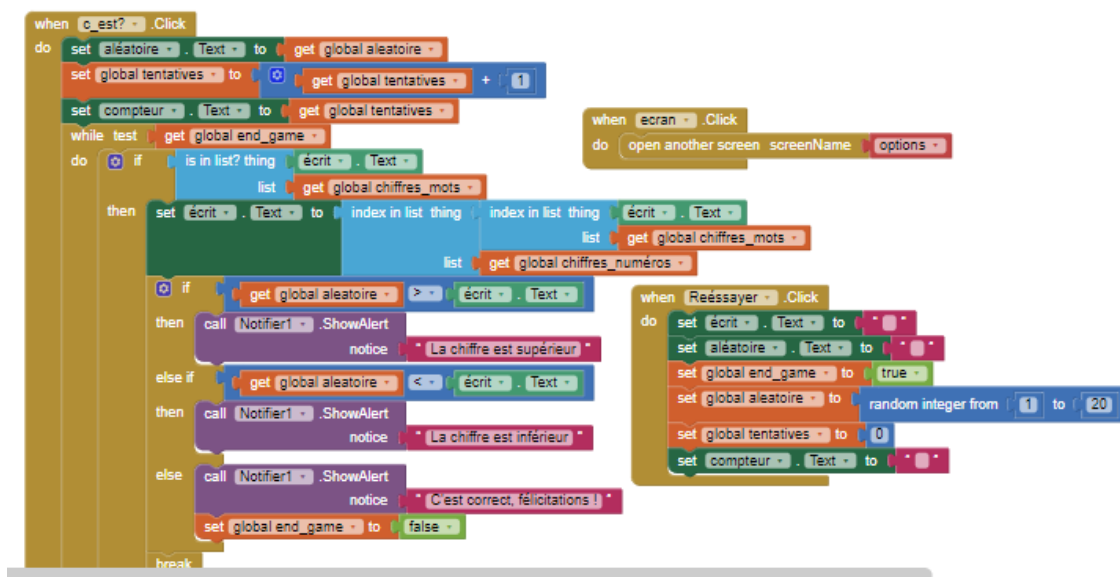 when c_est? .Click
do set aléatoire . Text to get global aleatoire
set global tentatives to get global tentatives + 1
set compteur . Text to get global tentatives
while test get global end_game
do if is in list? thing écrit . Text
list get global chiffres_mots
then set écrit . Text to index in list thing index in list thing écrit . Text
list get global chiffres_mots
list get global chiffres_numéros
if get global aleatoire > écrit . Text
then call Notifier1 .ShowAlert
notice " La chiffre est supérieur "
else if get global aleatoire < écrit . Text
then call Notifier1 .ShowAlert
notice " La chiffre est inférieur "
else call Notifier1 .ShowAlert
notice " C'est correct, félicitations ! "
set global end_game to false
break
when ecran .Click
do open another screen screenName options
when Reéssayer .Click
do set écrit . Text to " "
set aléatoire . Text to " "
set global end_game to true
set global aleatoire to random integer from 1 to 20
set global tentatives to 0
set compteur . Text to " "